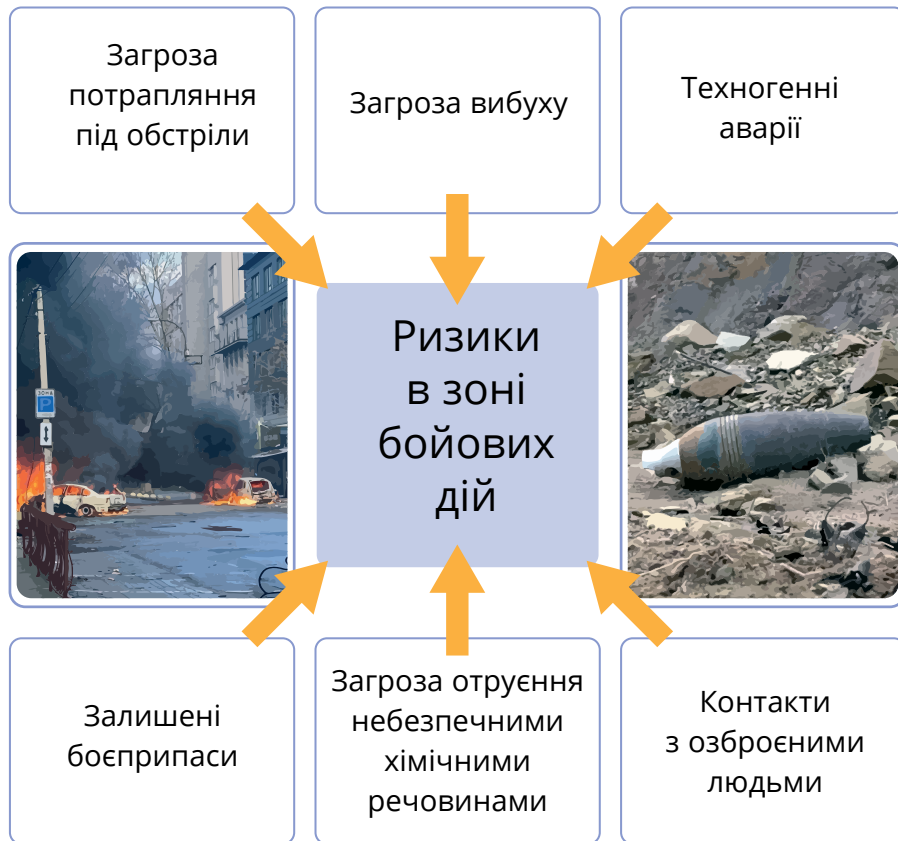 Загроза
потрапляння
під обстріли
Загроза вибуху
Техногенні
аварії
ЗОНА
P
Ризики
в зоні
бойових
дій
Залишені
боєприпаси
Загроза отруєння
небезпечними
хімічними
речовинами
Контакти
з озброєними
людьми